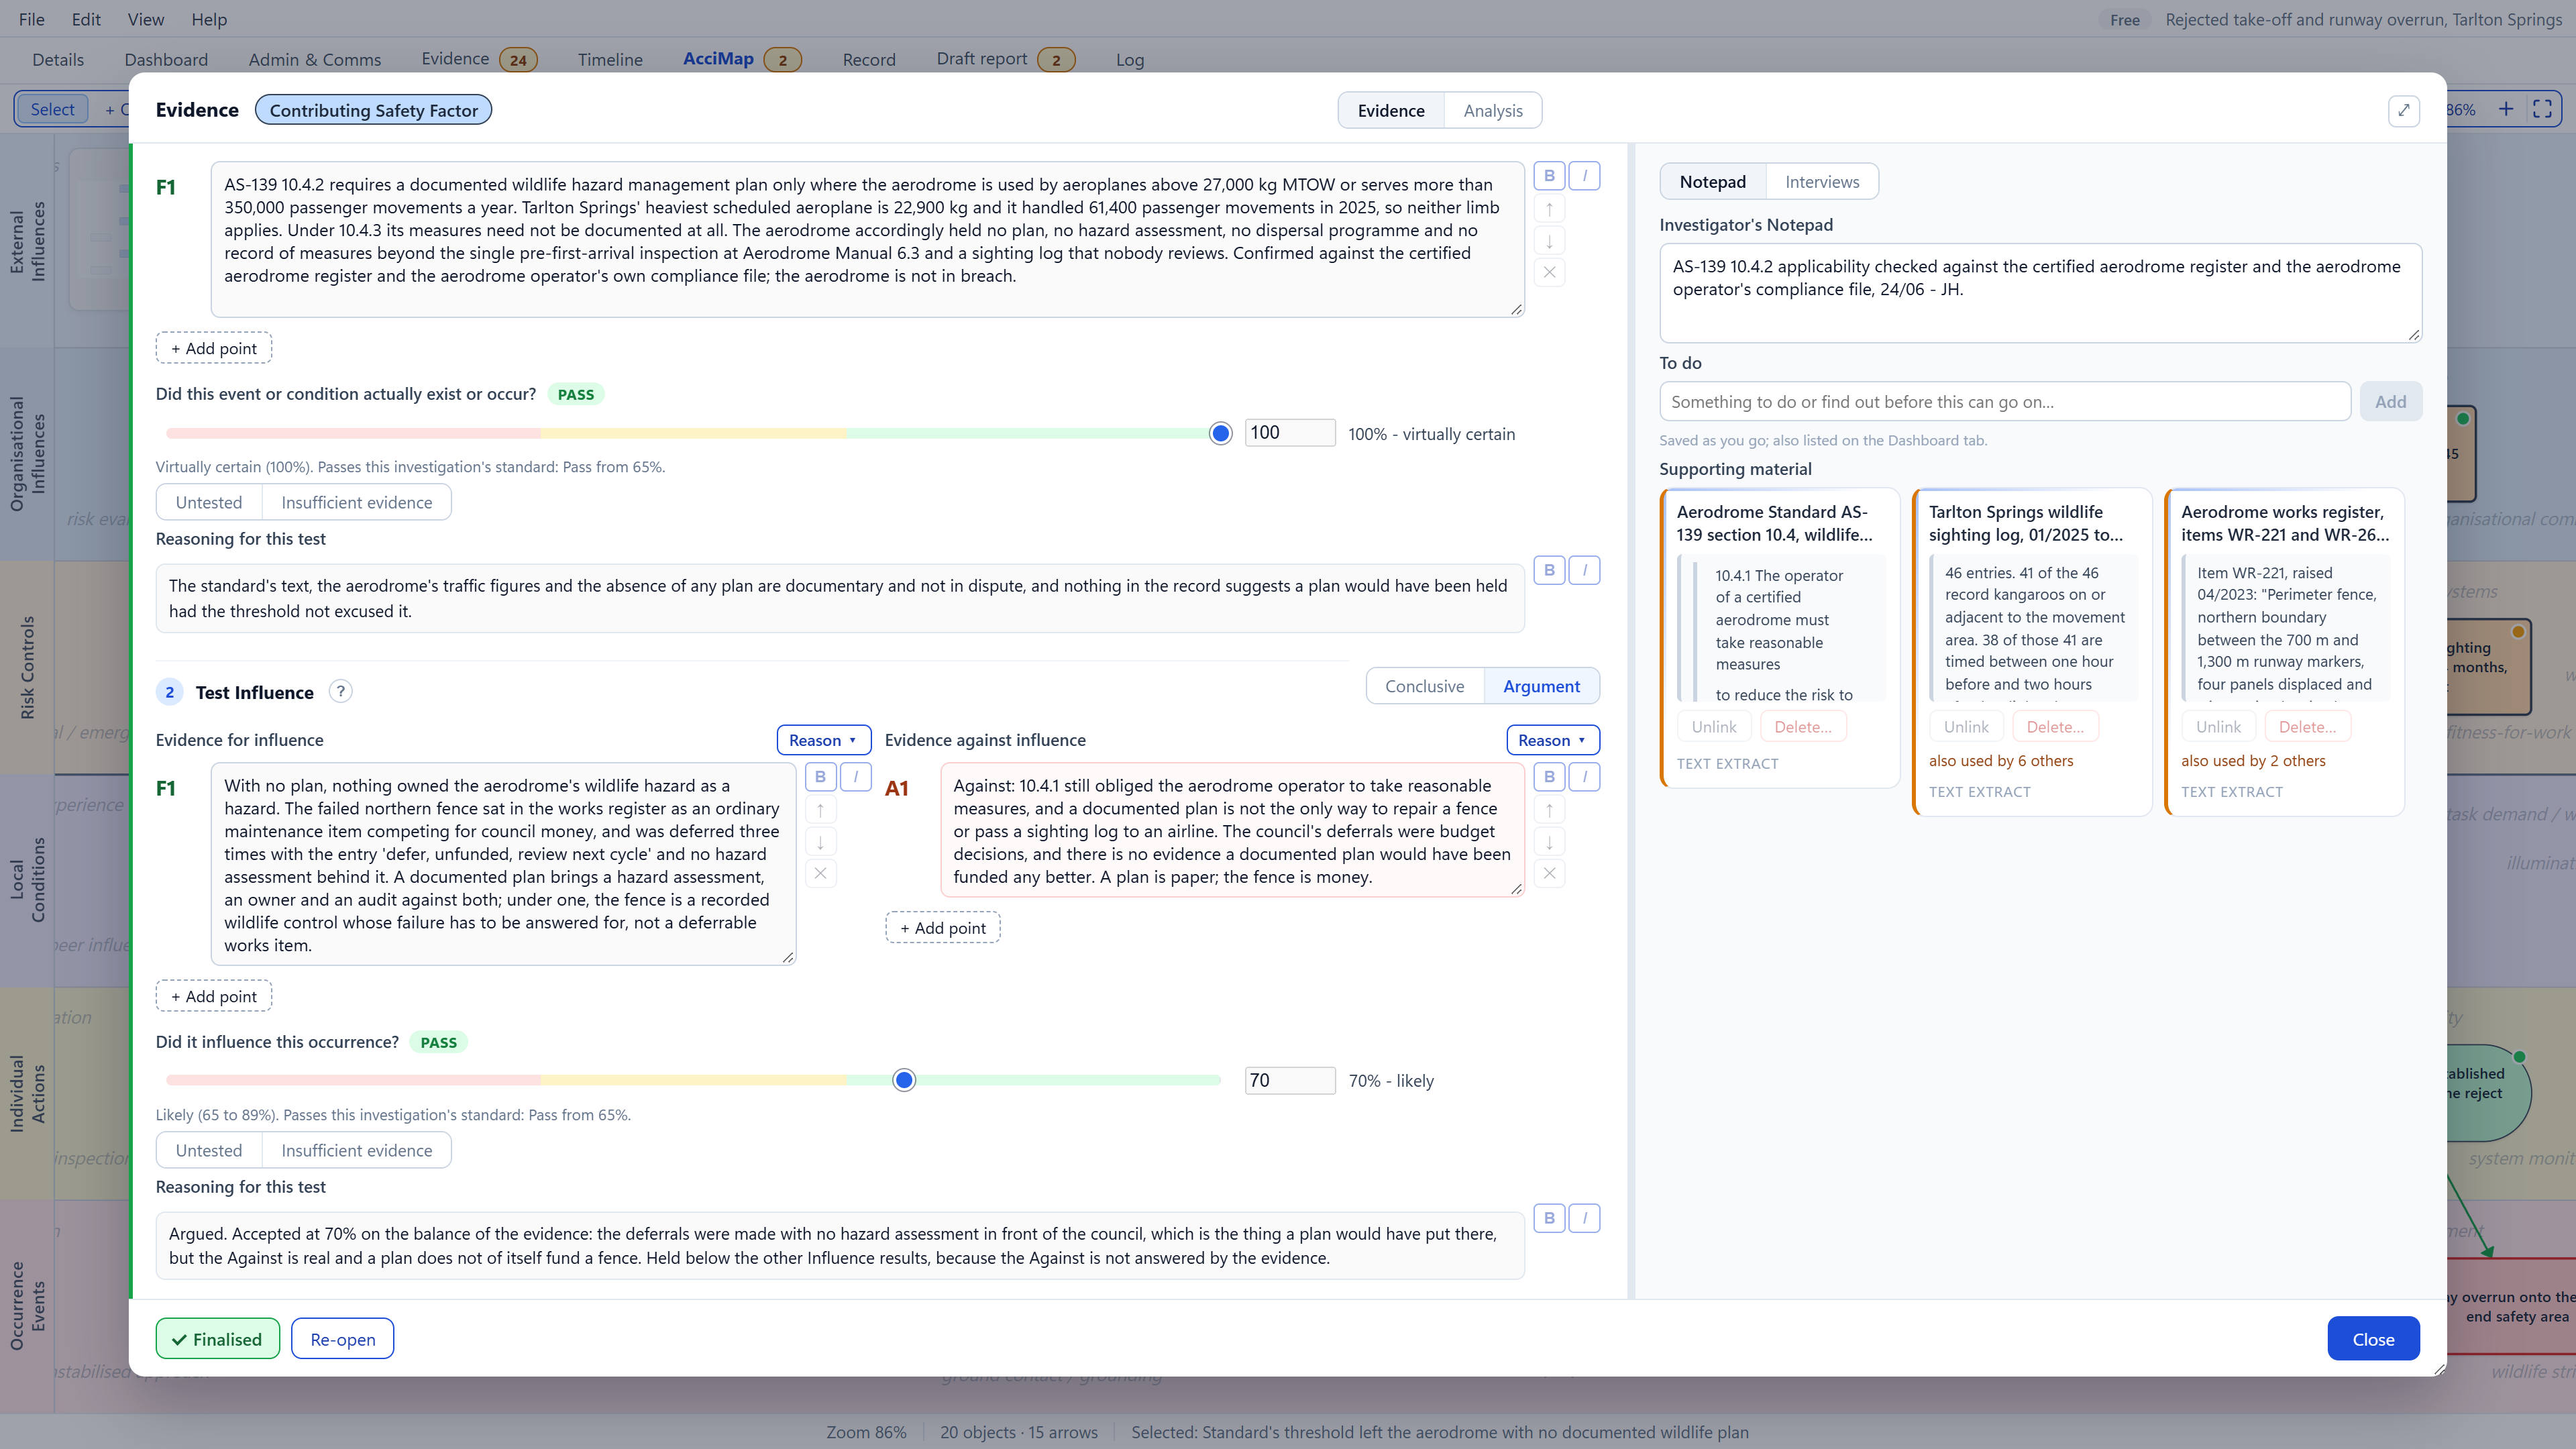 File Edit View Help
Free Rejected take-off and runway overrun, Tarlton Springs
Details Dashboard Admin & Comms Evidence 24 Timeline AcciMap 2 Record Draft report 2 Log
Select
86% +
Evidence Contributing Safety Factor
Evidence Analysis
External Influences
Organisational Influences
Risk Controls
Local Conditions
Individual Actions
Occurrence Events
F1
AS-139 10.4.2 requires a documented wildlife hazard management plan only where the aerodrome is used by aeroplanes above 27,000 kg MTOW or serves more than
350,000 passenger movements a year. Tarlton Springs' heaviest scheduled aeroplane is 22,900 kg and it handled 61,400 passenger movements in 2025, so neither limb
applies. Under 10.4.3 its measures need not be documented at all. The aerodrome accordingly held no plan, no hazard assessment, no dispersal programme and no
record of measures beyond the single pre-first-arrival inspection at Aerodrome Manual 6.3 and a sighting log that nobody reviews. Confirmed against the certified
aerodrome register and the aerodrome operator's own compliance file; the aerodrome is not in breach.
B I
+ Add point
Did this event or condition actually exist or occur? PASS
100 100% - virtually certain
Virtually certain (100%). Passes this investigation's standard: Pass from 65%.
Untested Insufficient evidence
Reasoning for this test
The standard's text, the aerodrome's traffic figures and the absence of any plan are documentary and not in dispute, and nothing in the record suggests a plan would have been held
had the threshold not excused it.
B I
2 Test Influence ?
Conclusive Argument
Evidence for influence Reason ▼
F1
With no plan, nothing owned the aerodrome's wildlife hazard as a
hazard. The failed northern fence sat in the works register as an ordinary
maintenance item competing for council money, and was deferred three
times with the entry 'defer, unfunded, review next cycle' and no hazard
assessment behind it. A documented plan brings a hazard assessment,
an owner and an audit against both; under one, the fence is a recorded
wildlife control whose failure has to be answered for, not a deferrable
works item.
B I
+ Add point
Evidence against influence Reason ▼
A1
Against: 10.4.1 still obliged the aerodrome operator to take reasonable
measures, and a documented plan is not the only way to repair a fence
or pass a sighting log to an airline. The council's deferrals were budget
decisions, and there is no evidence a documented plan would have been
funded any better. A plan is paper; the fence is money.
B I
+ Add point
Did it influence this occurrence? PASS
70 70% - likely
Likely (65 to 89%). Passes this investigation's standard: Pass from 65%.
Untested Insufficient evidence
Reasoning for this test
Argued. Accepted at 70% on the balance of the evidence: the deferrals were made with no hazard assessment in front of the council, which is the thing a plan would have put there,
but the Against is real and a plan does not of itself fund a fence. Held below the other Influence results, because the Against is not answered by the evidence.
B I
✓ Finalised Re-open Close
Notepad Interviews
Investigator's Notepad
AS-139 10.4.2 applicability checked against the certified aerodrome register and the aerodrome
operator's compliance file, 24/06 - JH.
To do
Something to do or find out before this can go on... Add
Saved as you go; also listed on the Dashboard tab.
Supporting material
Aerodrome Standard AS-
139 section 10.4, wildlife...
10.4.1 The operator
of a certified
aerodrome must
take reasonable
measures
to reduce the risk to
Unlink Delete...
TEXT EXTRACT
Tarlton Springs wildlife
sighting log, 01/2025 to...
46 entries. 41 of the 46
record kangaroos on or
adjacent to the movement
area. 38 of those 41 are
timed between one hour
before and two hours
Unlink Delete...
also used by 6 others
TEXT EXTRACT
Aerodrome works register,
items WR-221 and WR-26...
Item WR-221, raised
04/2023: "Perimeter fence,
northern boundary
between the 700 m and
1,300 m runway markers,
four panels displaced and
Unlink Delete...
also used by 2 others
TEXT EXTRACT
fitness-for-work
months,
he reject
overrun onto the
end safety area
ground contact / grounding
Zoom 86% 20 objects · 15 arrows Selected: Standard's threshold left the aerodrome with no documented wildlife plan